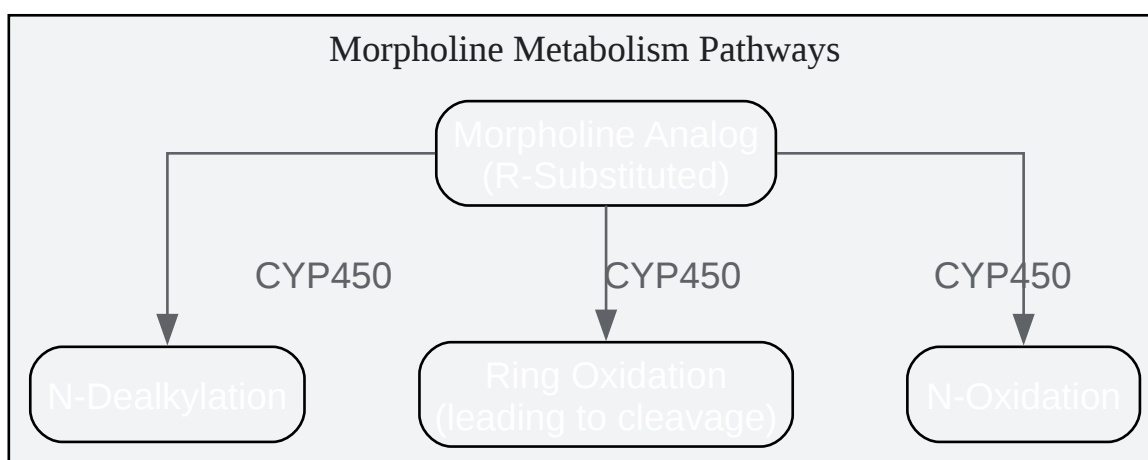 Morpholine Metabolism Pathways
Morpholine Analog
(R-Substituted)
CYP450
CYP450
CYP450
N-Dealkylation
Ring Oxidation
(leading to cleavage)
N-Oxidation